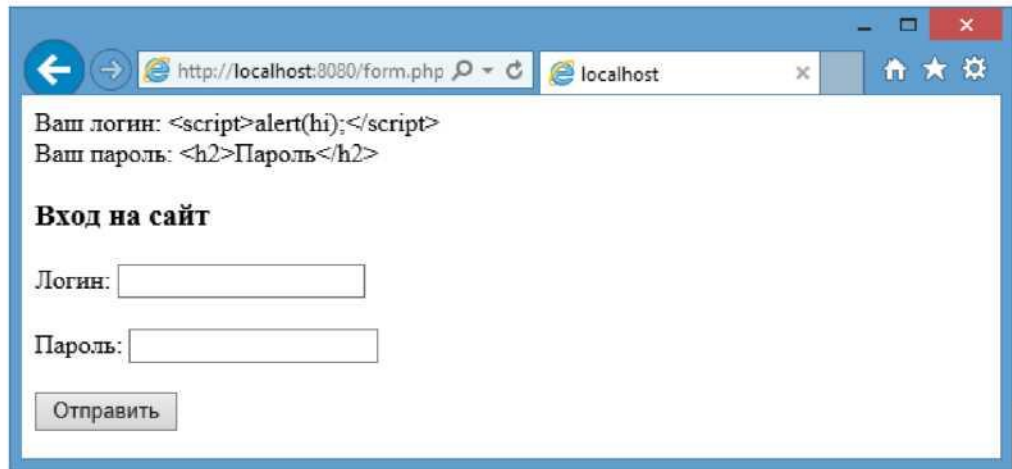 http://localhost:8080/form.php
localhost
Ваш логин: <script>alert(hi);</script>
Ваш пароль: <h2>Пароль</h2>
Вход на сайт
Логин:
Пароль:
Отправить